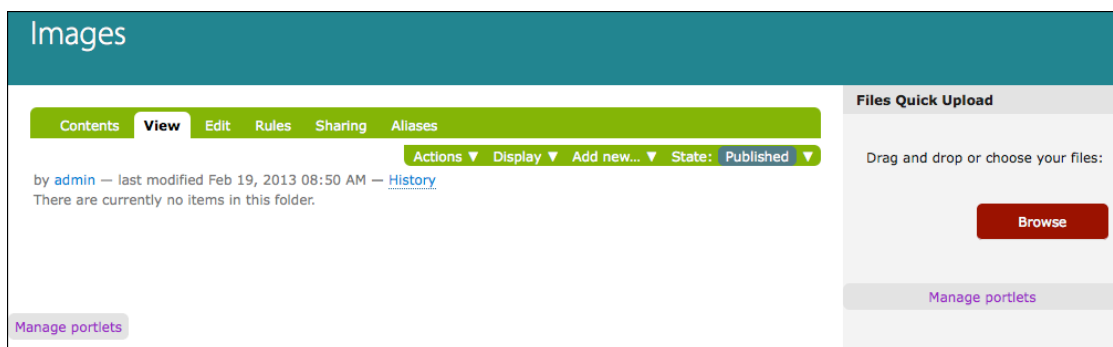 Images
Contents View Edit Rules Sharing Aliases
Actions ▼ Display ▼ Add new... ▼ State: Published ▼
by admin — last modified Feb 19, 2013 08:50 AM — History
There are currently no items in this folder.
Manage portlets
Files Quick Upload
Drag and drop or choose your files:
Browse
Manage portlets